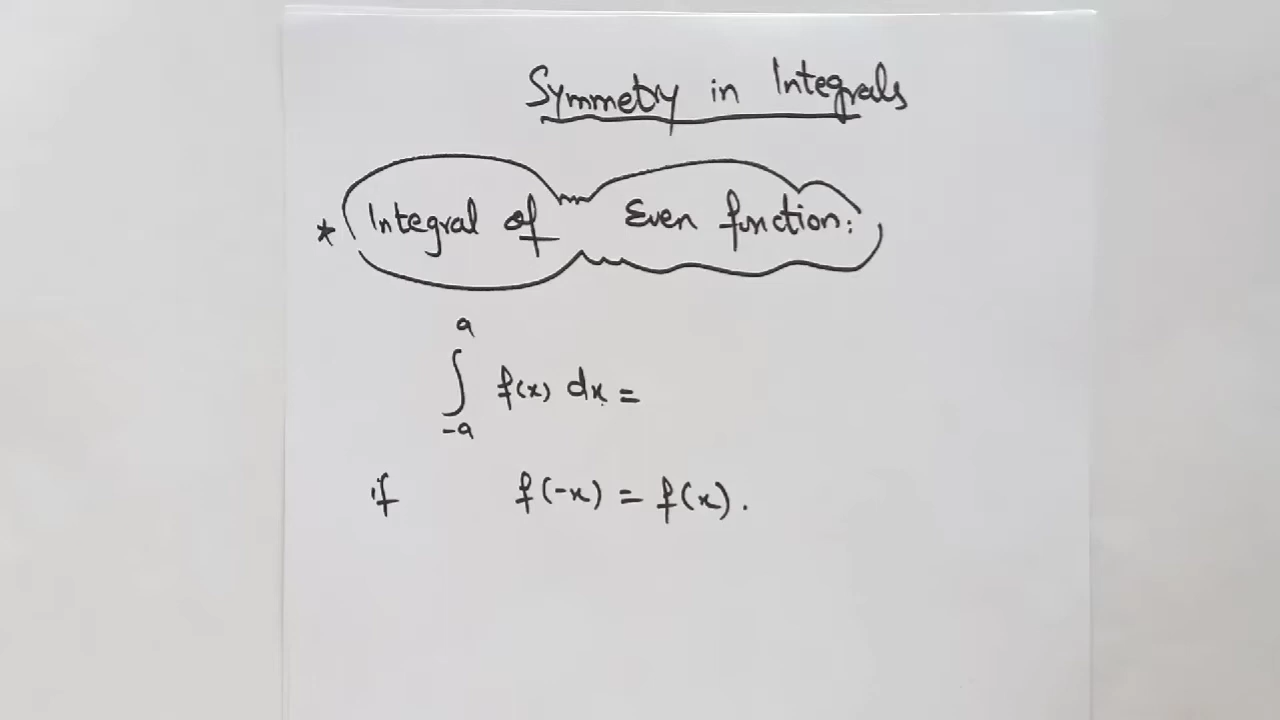 Symmetry in Integrals
* Integral of Even function:
∫_{-a}^{a} f(x) dx =
if f(-x) = f(x).